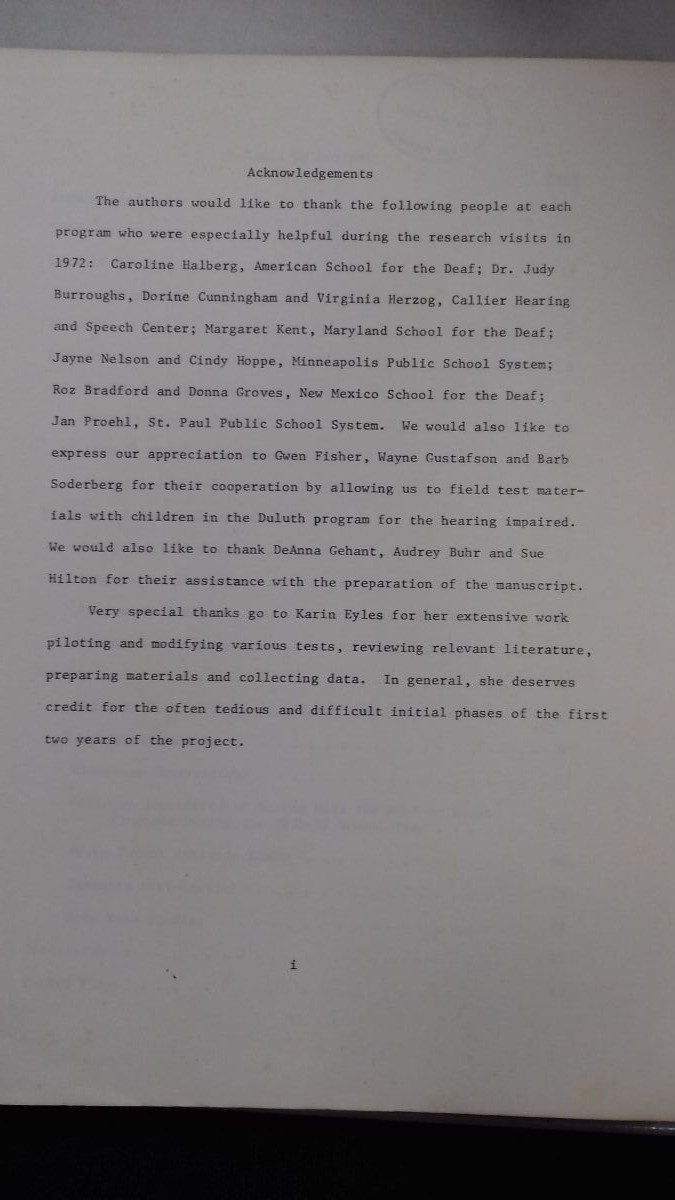 Acknowledgements
The authors would like to thank the following people at each
program who were especially helpful during the research visits in
1972:  Caroline Halberg, American School for the Deaf; Dr. Judy
Burroughs, Dorine Cunningham and Virginia Herzog, Callier Hearing
and Speech Center; Margaret Kent, Maryland School for the Deaf;
Jayne Nelson and Cindy Hoppe, Minneapolis Public School System;
Roz Bradford and Donna Groves, New Mexico School for the Deaf;
Jan Proehl, St. Paul Public School System.  We would also like to
express our appreciation to Gwen Fisher, Wayne Gustafson and Barb
Soderberg for their cooperation by allowing us to field test mater-
ials with children in the Duluth program for the hearing impaired.
We would also like to thank DeAnna Gehant, Audrey Buhr and Sue
Hilton for their assistance with the preparation of the manuscript.
Very special thanks go to Karin Eyles for her extensive work
piloting and modifying various tests, reviewing relevant literature,
preparing materials and collecting data.  In general, she deserves
credit for the often tedious and difficult initial phases of the first
two years of the project.
i